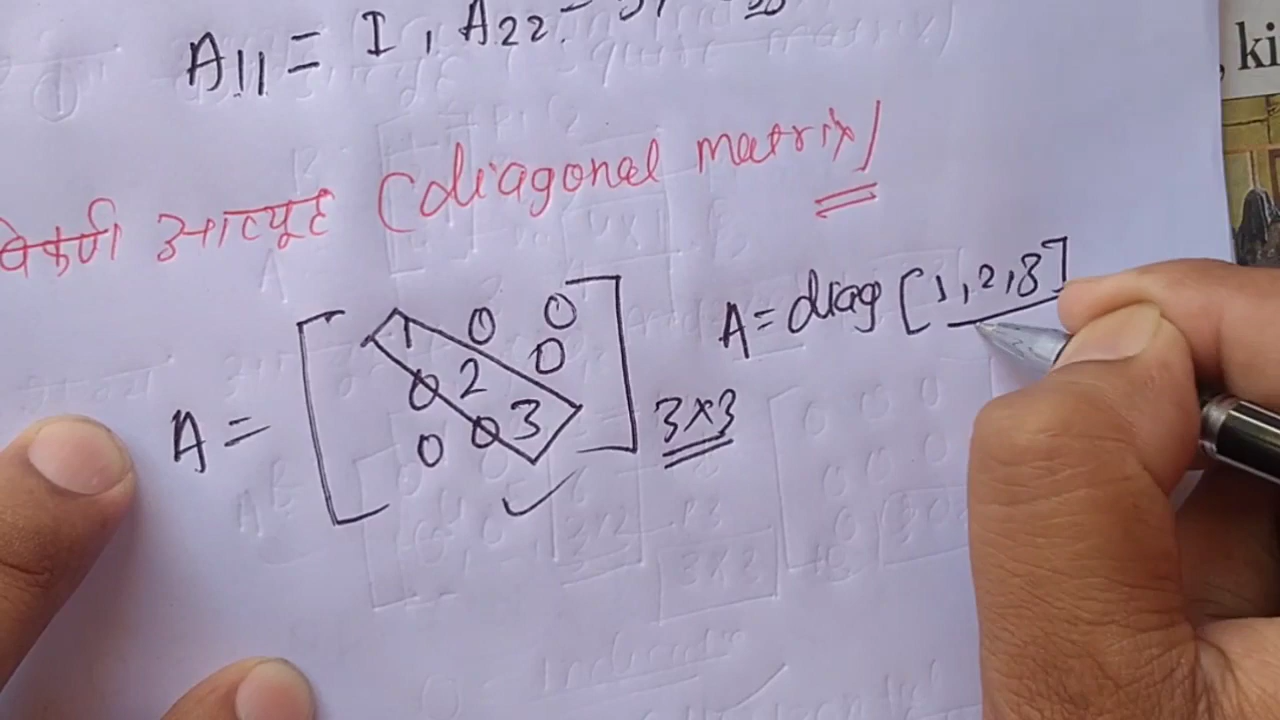 A11 = I, A22 =
विकर्ण आव्यूह (diagonal matrix)
A = [1 0 0
0 2 0
0 0 3] 3×3
A = diag [1, 2, 3]
ki